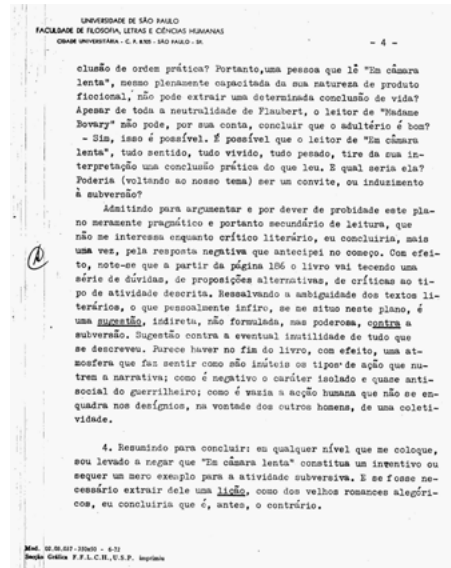 UNIVERSIDADE DE SÃO PAULO
FACULDADE DE FILOSOFIA, LETRAS E CIÊNCIAS HUMANAS
CIDADE UNIVERSITÁRIA - C. P. 8105 - SÃO PAULO - SP.
- 4 -
clusão de ordem prática? Portanto,uma pessoa que lê "Em câmara
lenta", mesmo plenamente capacitada da sua natureza de produto
ficcional, não pode extrair uma determinada conclusão de vida?
Apesar de toda a neutralidade de Flaubert, o leitor de "Madame
Bovary" não pode, por sua conta, concluir que o adultério é bom?
- Sim, isso é possível. É possível que o leitor de "Em câmara
lenta", tudo sentido, tudo vivido, tudo pesado, tire da sua in-
terpretação uma conclusão prática do que leu. E qual seria ela?
Poderia (voltando ao nosso tema) ser um convite, ou induzimento
à subversão?
Admitindo para argumentar e por dever de probidade este pla-
no meramente pragmático e portanto secundário de leitura, que
não me interessa enquanto crítico literário, eu concluiria, mais
uma vez, pela resposta negativa que antecipei no começo. Com efei-
to, note-se que a partir da página 186 o livro vai tecendo uma
série de dúvidas, de proposições alternativas, de críticas ao ti-
po de atividade descrita. Ressalvando a ambiguidade dos textos li-
terários, o que pessoalmente infiro, se me situo neste plano, é
uma sugestão, indireta, não formulada, mas poderosa, contra a
subversão. Sugestão contra a eventual inutilidade de tudo que
se descreveu. Parece haver no fim do livro, com efeito, uma at-
mosfera que faz sentir como são inúteis os tipos de ação que nu-
trem a narrativa; como é negativo o caráter isolado e quase anti-
social do guerrilheiro; como é vazia a acção humana que não se en-
quadra nos desígnios, na vontade dos outros homens, de uma coleti-
vidade.
4. Resumindo para concluir: em qualquer nível que me coloque,
sou levado a negar que "Em câmara lenta" constitua um incentivo ou
sequer um mero exemplo para a atividade subversiva. E se fosse ne-
cessário extrair dele uma lição, como dos velhos romances alegóri-
cos, eu concluiria que é, antes, o contrário.
Secção Gráfica F.F.L.C.H.,U.S.P. imprimiu